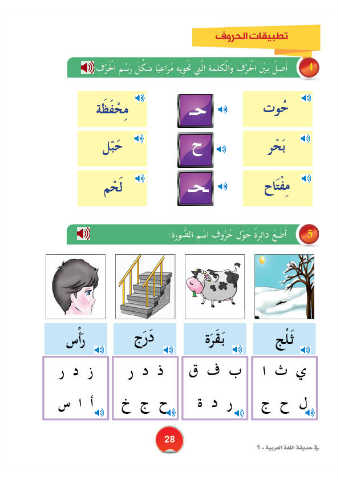 تطبيقات الحروف
4 أَصِلُ بَيْنَ الْحَرْفِ وَالْكَلِمَةِ الَّتِي تَحْوِيهِ مُرَاعِيًا شَكْلَ رَسْمِ الْحَرْفِ:
حُوت حـ مِحْفَظَة
بَحْر ح حَبْل
مِفْتَاح ـحـ لَحْم
5 أَضَعُ دَائِرَةً حَوْلَ حُرُوفِ اسْمِ الصُّورَةِ:
ثَلْج بَقَرَة دَرَج رَأْس
ي ث ا ب ف ق ذ د ر ز د ر
ل ح ج ر د ة ح ج خ أ ا س
28
في حديقة اللغة العربية - ٩